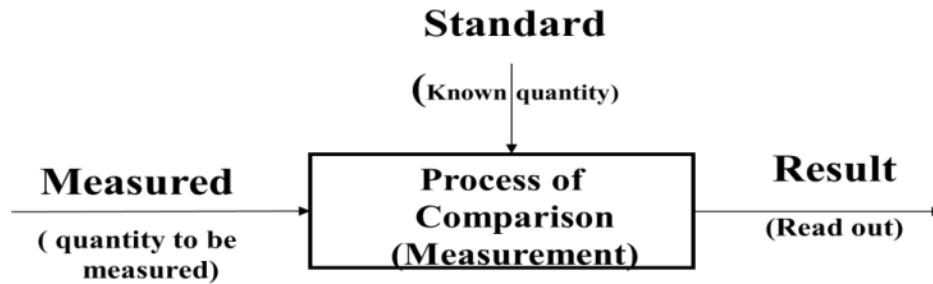 Standard
(Known quantity)
Measured
( quantity to be
measured)
Process of
Comparison
(Measurement)
Result
(Read out)